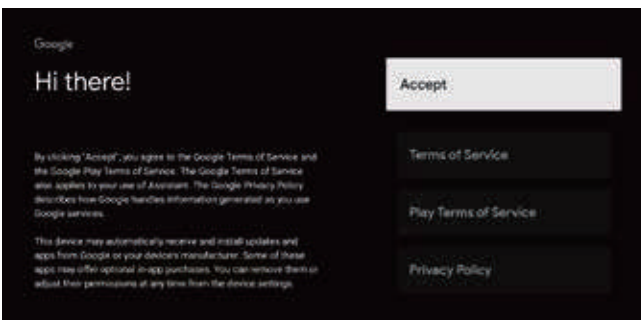 Google
Hi there!
By clicking "Accept", you agree to the Google Terms of Service and
the Google Play Terms of Service. The Google Terms of Service
also applies to your use of Assistant. The Google Privacy Policy
describes how Google handles information generated as you use
Google services.
This device may automatically receive and install updates and
apps from Google or your device's manufacturer. Some of these
apps may offer optional in-app purchases. You can remove them or
adjust their permissions at any time from the device settings.
Accept
Terms of Service
Play Terms of Service
Privacy Policy